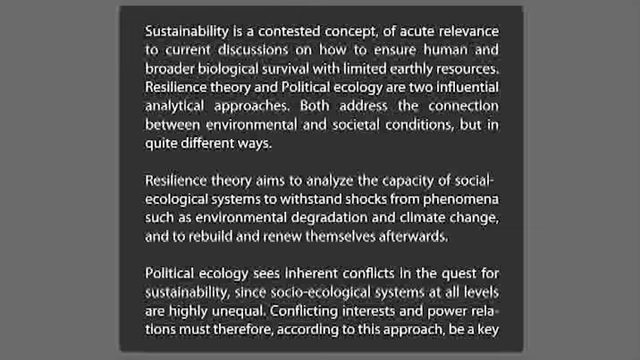 Sustainability is a contested concept, of acute relevance
to current discussions on how to ensure human and
broader biological survival with limited earthly resources.
Resilience theory and Political ecology are two influential
analytical approaches. Both address the connection
between environmental and societal conditions, but in
quite different ways.
Resilience theory aims to analyze the capacity of social-
ecological systems to withstand shocks from phenomena
such as environmental degradation and climate change,
and to rebuild and renew themselves afterwards.
Political ecology sees inherent conflicts in the quest for
sustainability, since socio-ecological systems at all levels
are highly unequal. Conflicting interests and power rela-
tions must therefore, according to this approach, be a key